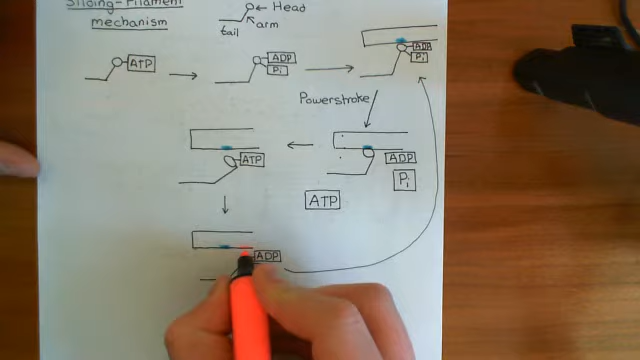 Sliding-Filament
mechanism
Head
arm
tail
ATP
ADP
Pi
ADP
Pi
Powerstroke
ATP
ADP
Pi
ATP
ADP